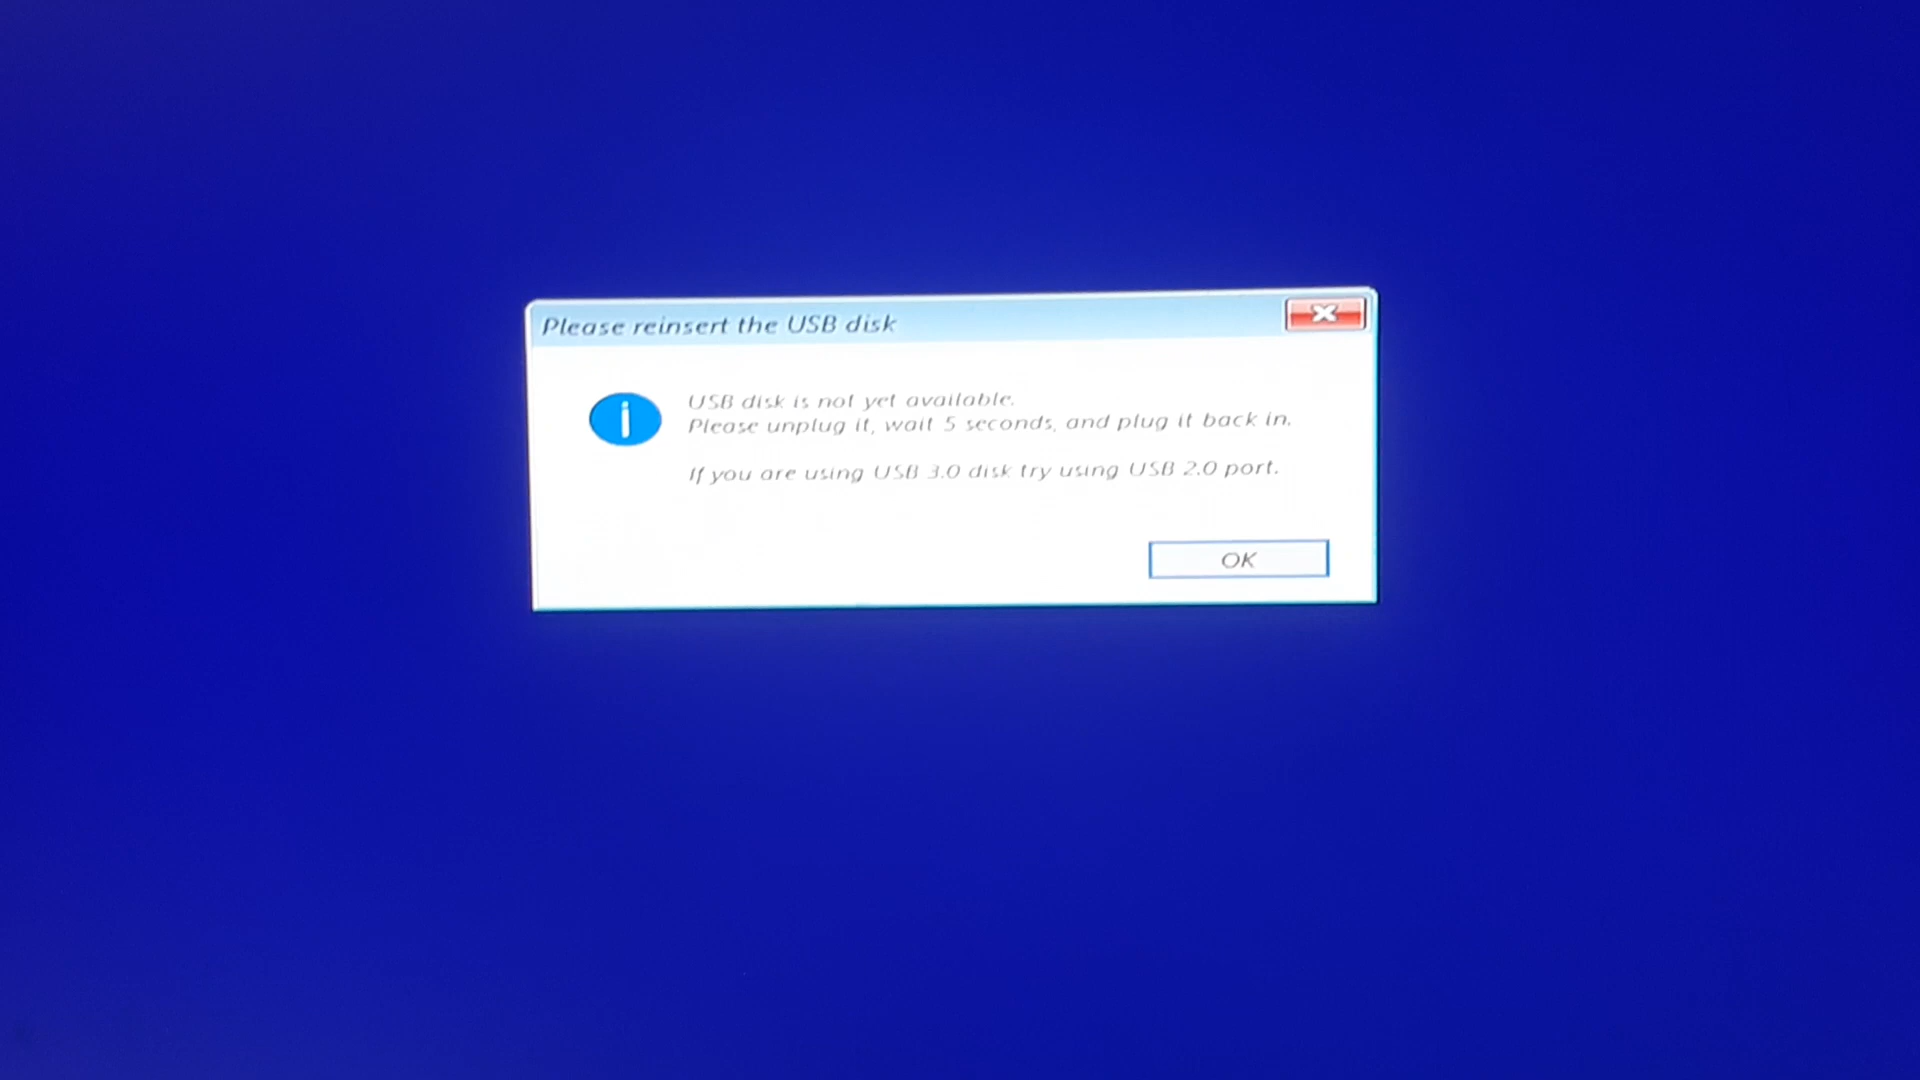 Please reinsert the USB disk
USB disk is not yet available.
Please unplug it, wait 5 seconds, and plug it back in.
If you are using USB 3.0 disk try using USB 2.0 port.
OK